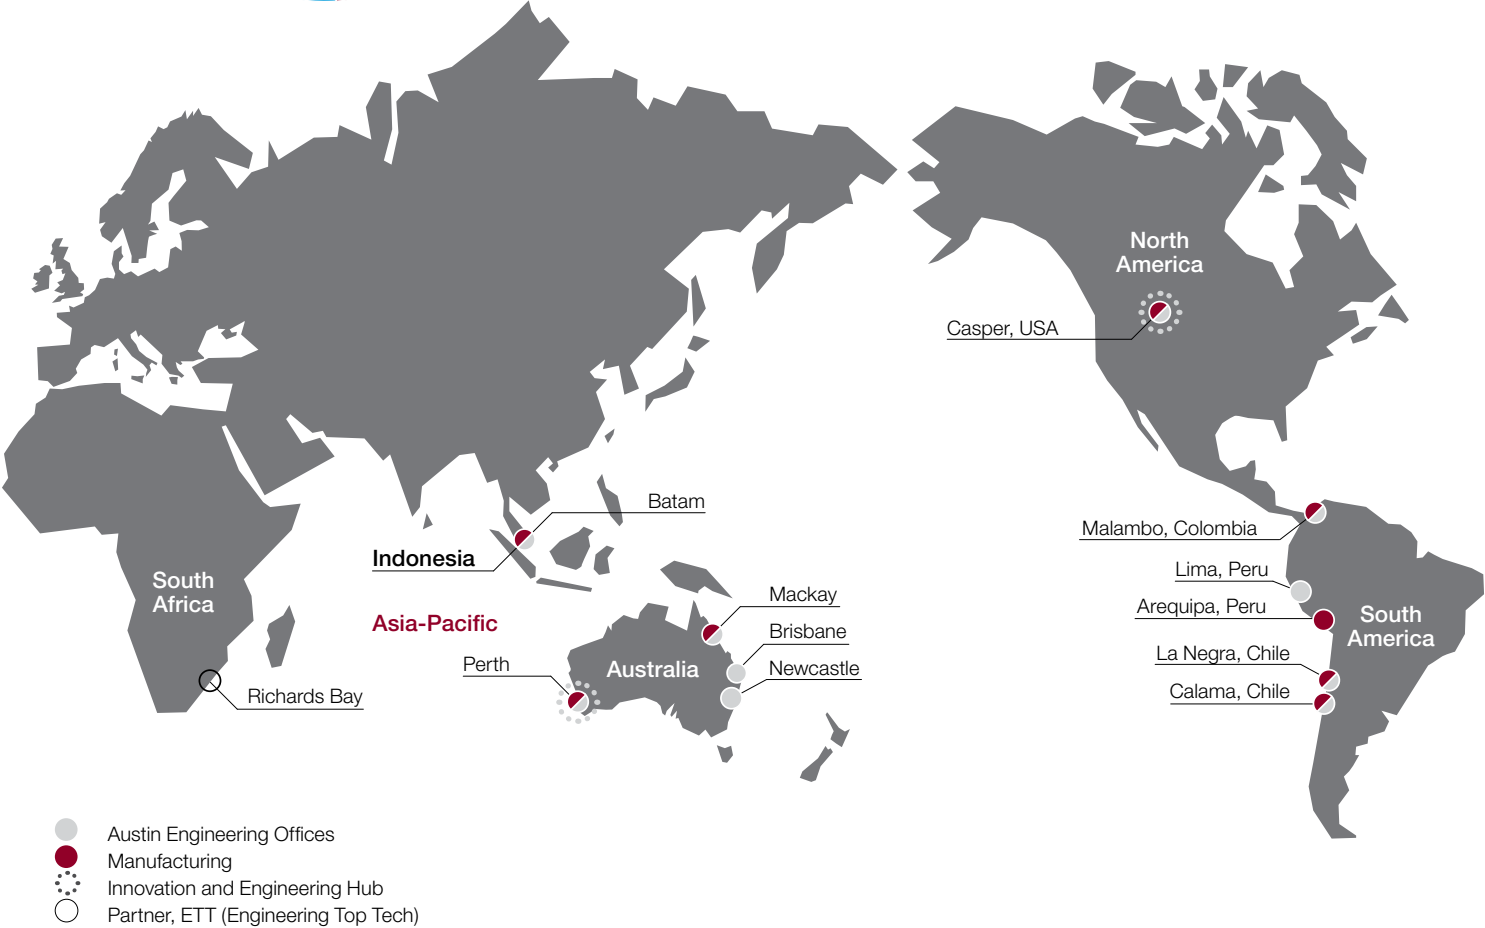 North
America
Casper, USA
Batam
Malambo, Colombia
Indonesia
Lima, Peru
South
Africa
Mackay
Arequipa, Peru
South
America
Asia-Pacific
Brisbane
Perth
Australia
Newcastle
La Negra, Chile
Richards Bay
Calama, Chile
Austin Engineering Offices
Manufacturing
Innovation and Engineering Hub
Partner, ETT (Engineering Top Tech)